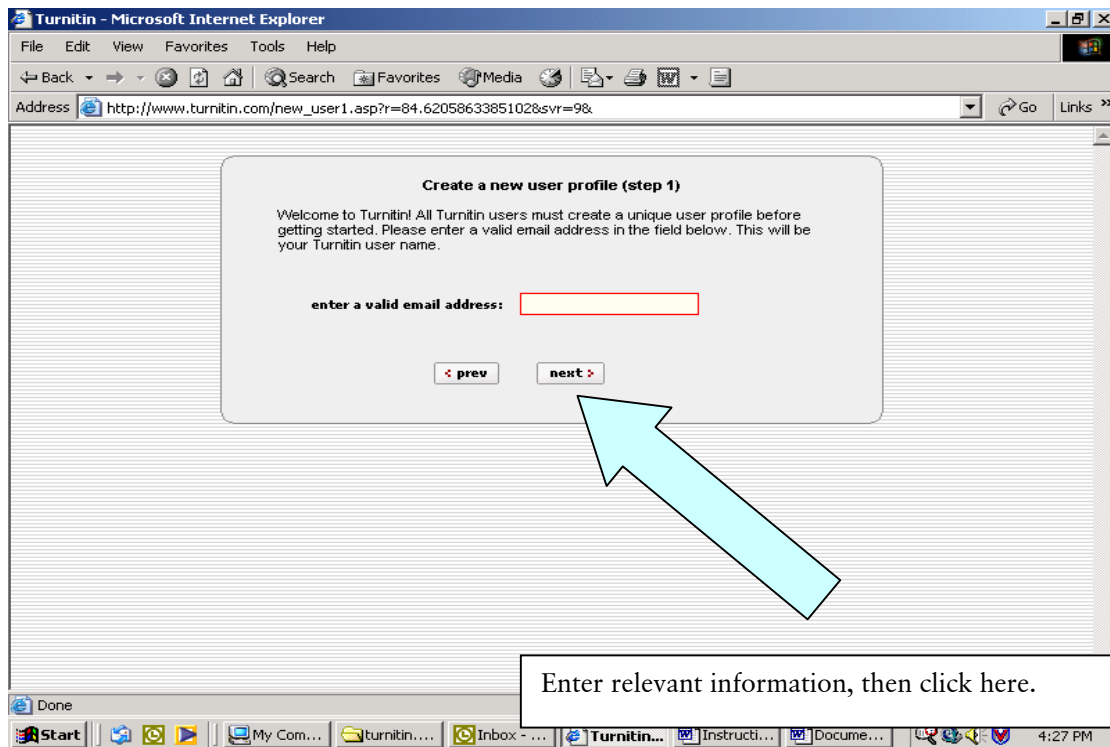 Turnitin - Microsoft Internet Explorer
File Edit View Favorites Tools Help
Back Search Favorites Media
Address http://www.turnitin.com/new_user1.asp?r=84.6205863385102&svr=9& Go Links »
Create a new user profile (step 1)
Welcome to Turnitin! All Turnitin users must create a unique user profile before
getting started. Please enter a valid email address in the field below. This will be
your Turnitin user name.
enter a valid email address:
< prev next >
Enter relevant information, then click here.
Done
Start My Com... turnitin.... Inbox - ... Turnitin... Instructi... Docume... 4:27 PM